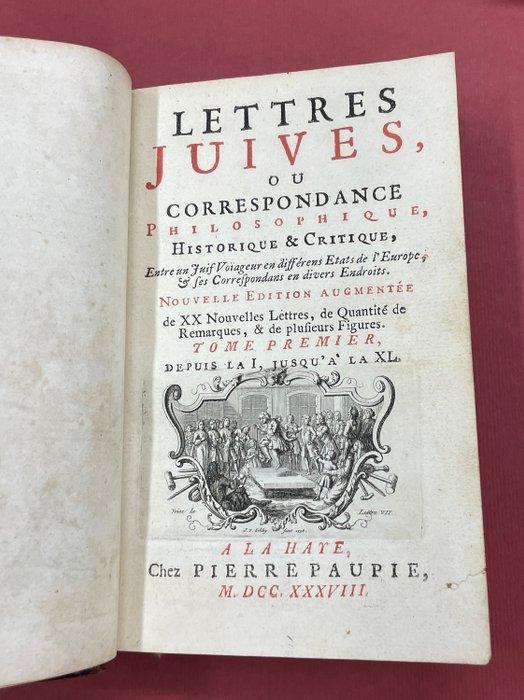 LETTRES
JUIVES,
OU
CORRESPONDANCE
PHILOSOPHIQUE,
HISTORIQUE & CRITIQUE,
Entre un Juif Voiageur en différens Etats de l'Europe,
& ses Correspondans en divers Endroits.
NOUVELLE EDITION AUGMENTÉE
de XX Nouvelles Lettres, de Quantité de
Remarques, & de plusieurs Figures.
TOME PREMIER,
DEPUIS LA I, JUSQU'À LA XL.
Lettre VII
A LA HAYE,
Chez PIERRE PAUPIE,
M. DCC. XXXVIII.